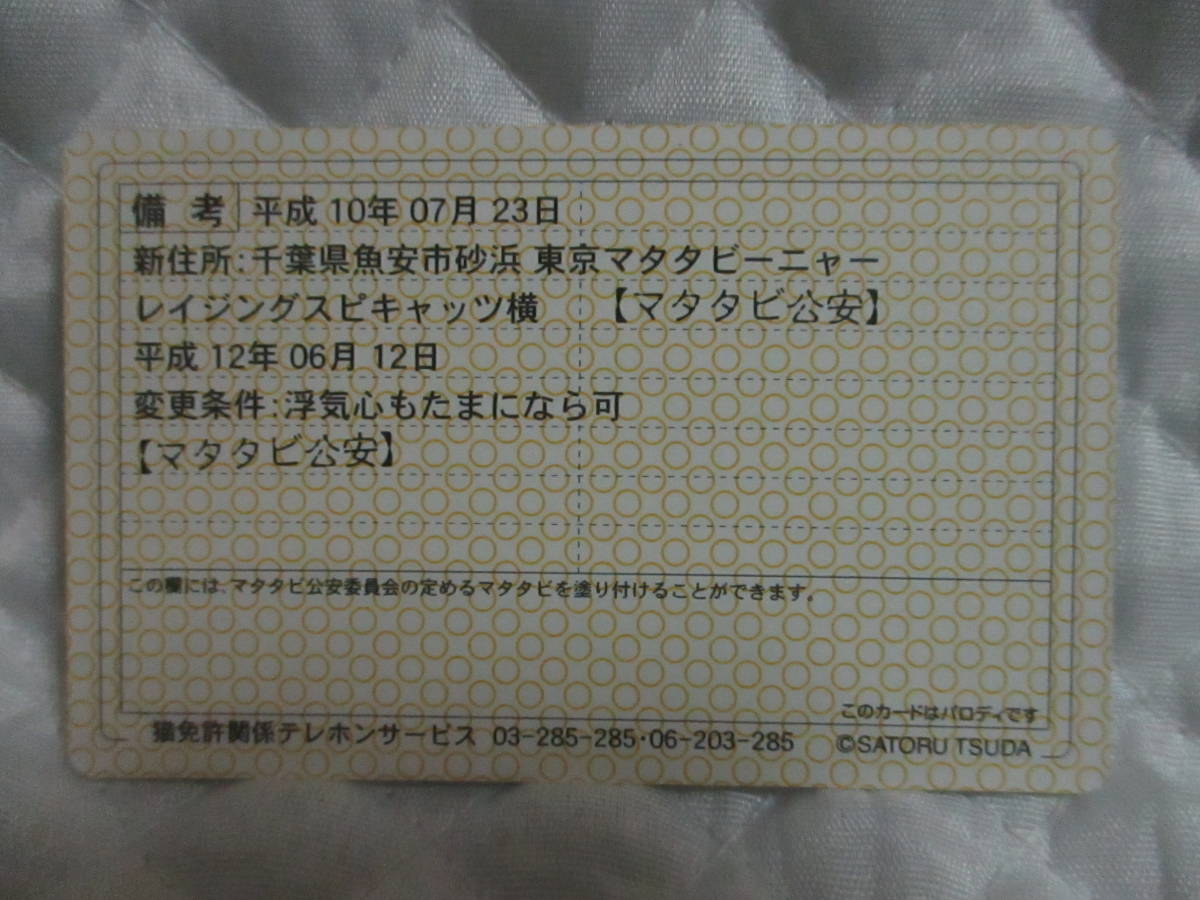 備考 平成 10年 07月 23日
新住所:千葉県魚安市砂浜 東京マタタビーニャー
レイジングスピキャッツ横 【マタタビ公安】
平成 12年 06月 12日
変更条件:浮気心もたまになら可
【マタタビ公安】
この欄には、マタタビ公安委員会の定めるマタタビを塗り付けることができます。
このカードはパロディです
猫免許関係テレホンサービス 03-285-285・06-203-285 ©SATORU TSUDA